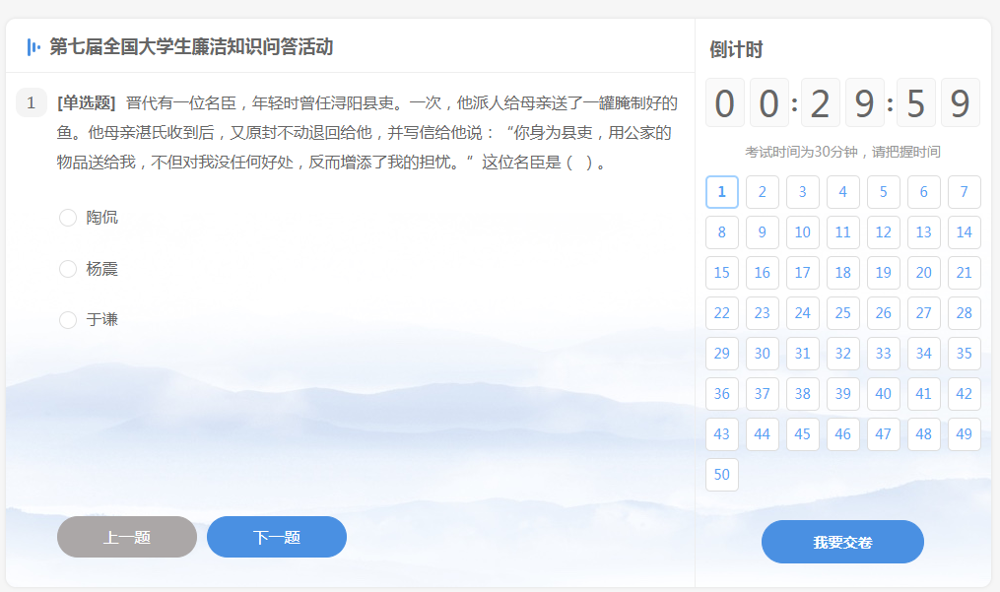 第七届全国大学生廉洁知识问答活动
1 [单选题] 晋代有一位名臣，年轻时曾任浔阳县吏。一次，他派人给母亲送了一罐腌制好的
鱼。他母亲湛氏收到后，又原封不动退回给他，并写信给他说：“你身为县吏，用公家的
物品送给我，不但对我没任何好处，反而增添了我的担忧。”这位名臣是（ ）。
陶侃
杨震
于谦
上一题 下一题
倒计时
00:29:59
考试时间为30分钟，请把握时间
1 2 3 4 5 6 7
8 9 10 11 12 13 14
15 16 17 18 19 20 21
22 23 24 25 26 27 28
29 30 31 32 33 34 35
36 37 38 39 40 41 42
43 44 45 46 47 48 49
50
我要交卷